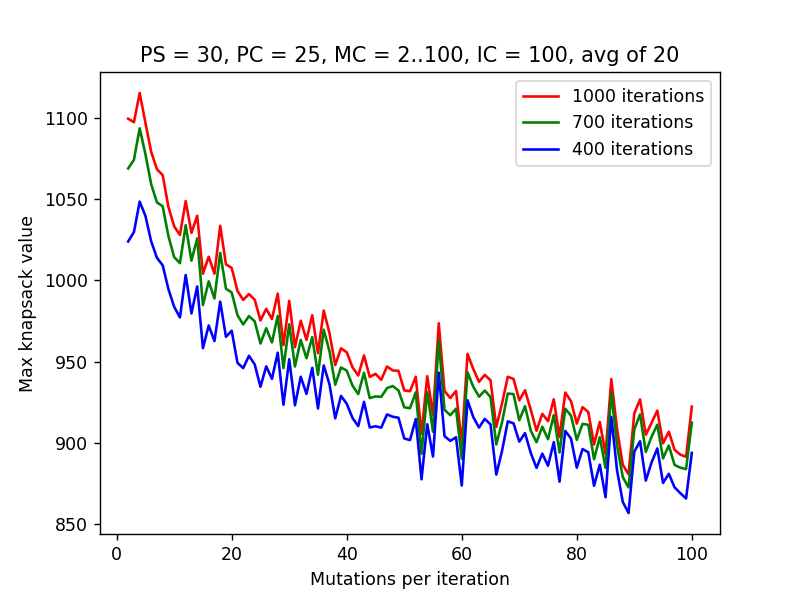 PS = 30, PC = 25, MC = 2..100, IC = 100, avg of 20
1000 iterations
700 iterations
400 iterations
Max knapsack value
1100
1050
1000
950
900
850
0 20 40 60 80 100
Mutations per iteration